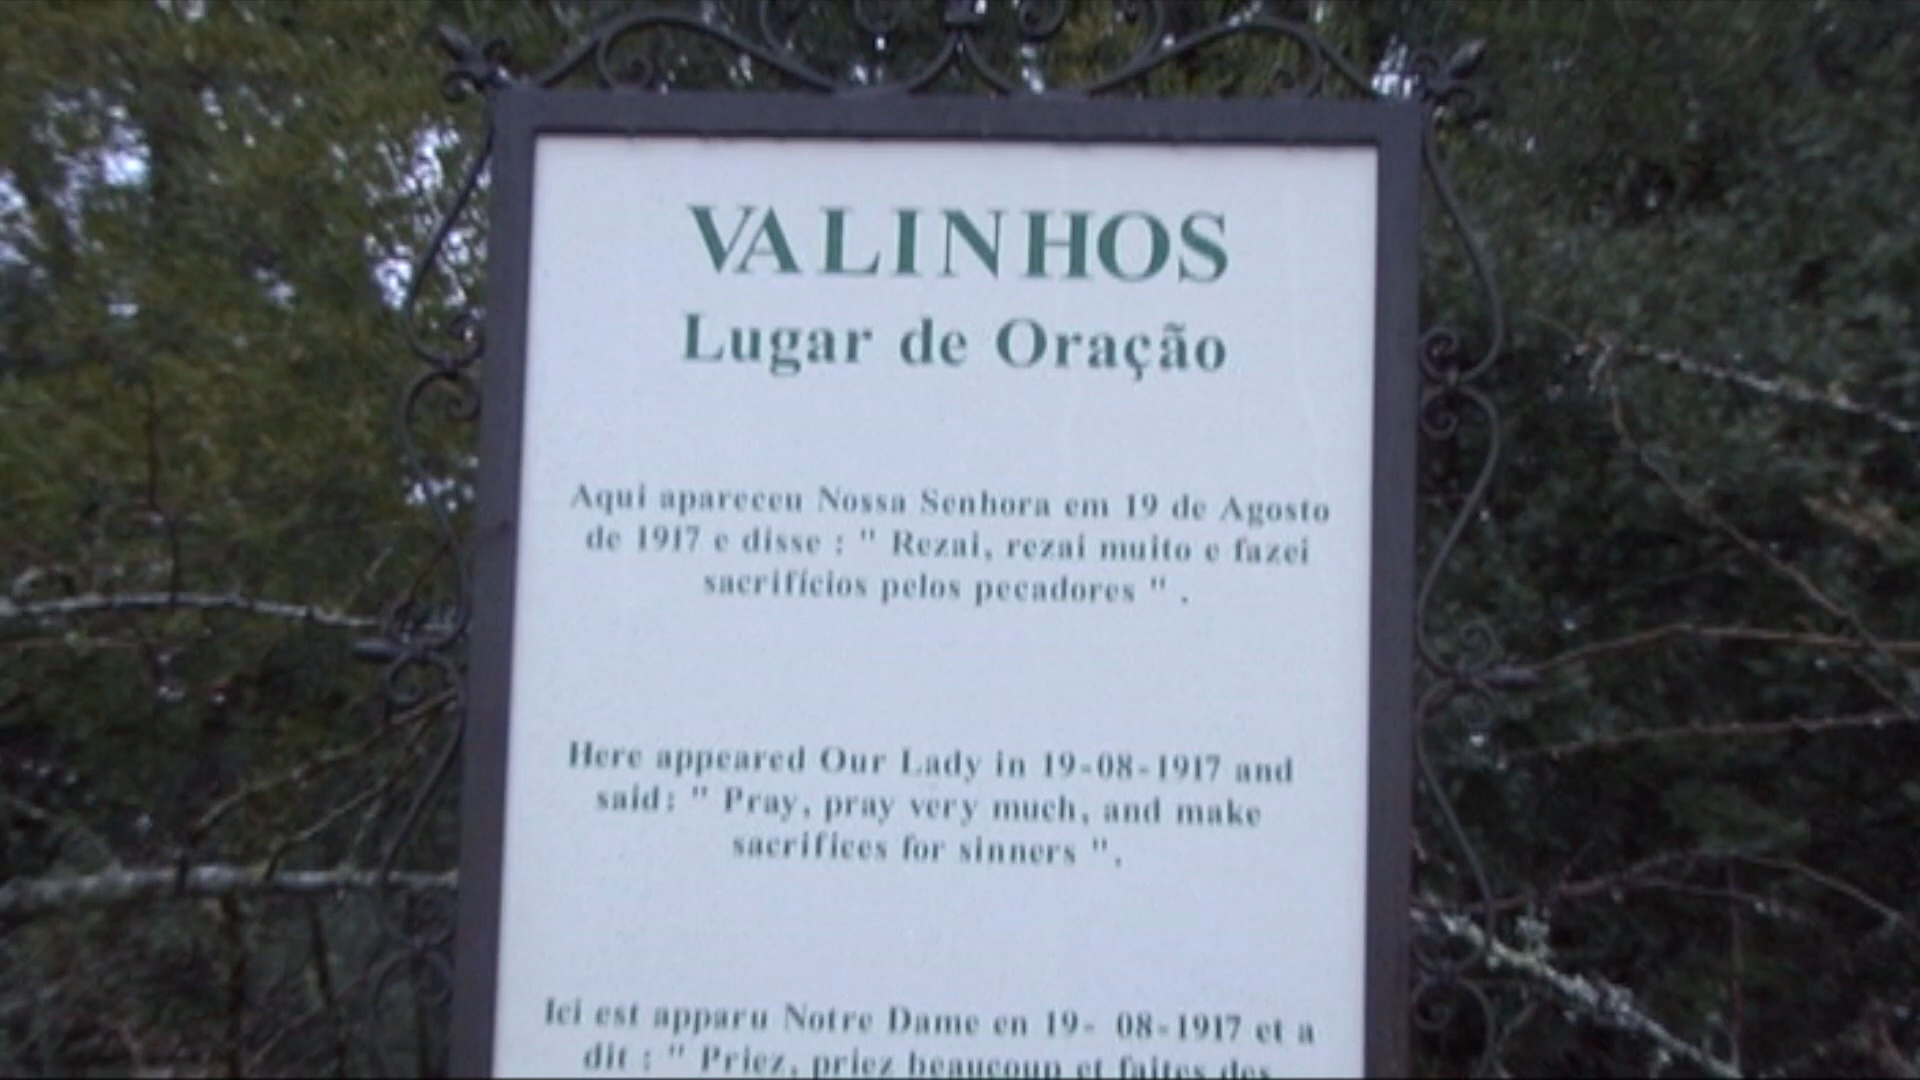 VALINHOS
Lugar de Oração
Aqui apareceu Nossa Senhora em 19 de Agosto
de 1917 e disse : " Rezai, rezai muito e fazei
sacrifícios pelos pecadores " .
Here appeared Our Lady in 19-08-1917 and
said: " Pray, pray very much, and make
sacrifices for sinners ".
Ici est apparu Notre Dame en 19- 08-1917 et a
dit : " Priez, priez beaucoup et faites des